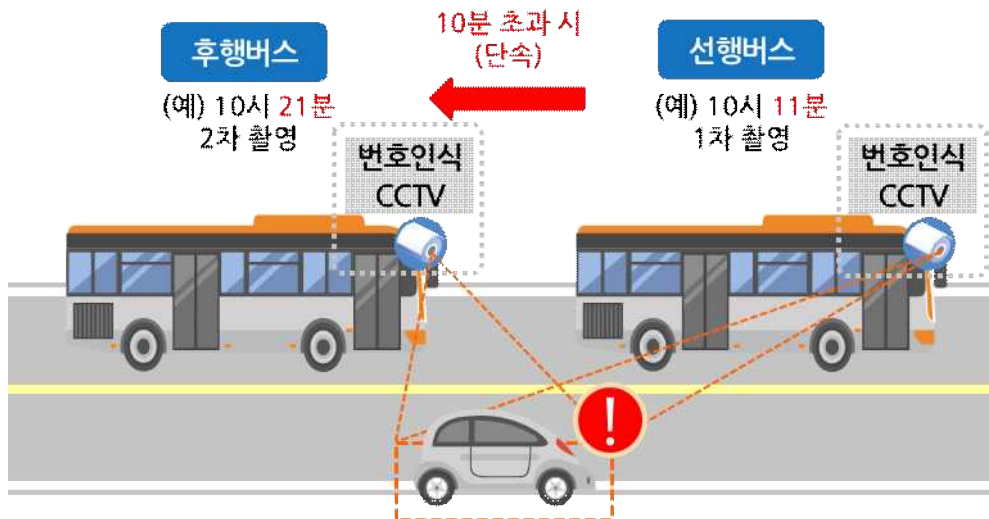 후행버스
(예) 10시 21분
2차 촬영
번호인식
CCTV
10분 초과 시
(단속)
선행버스
(예) 10시 11분
1차 촬영
번호인식
CCTV
!